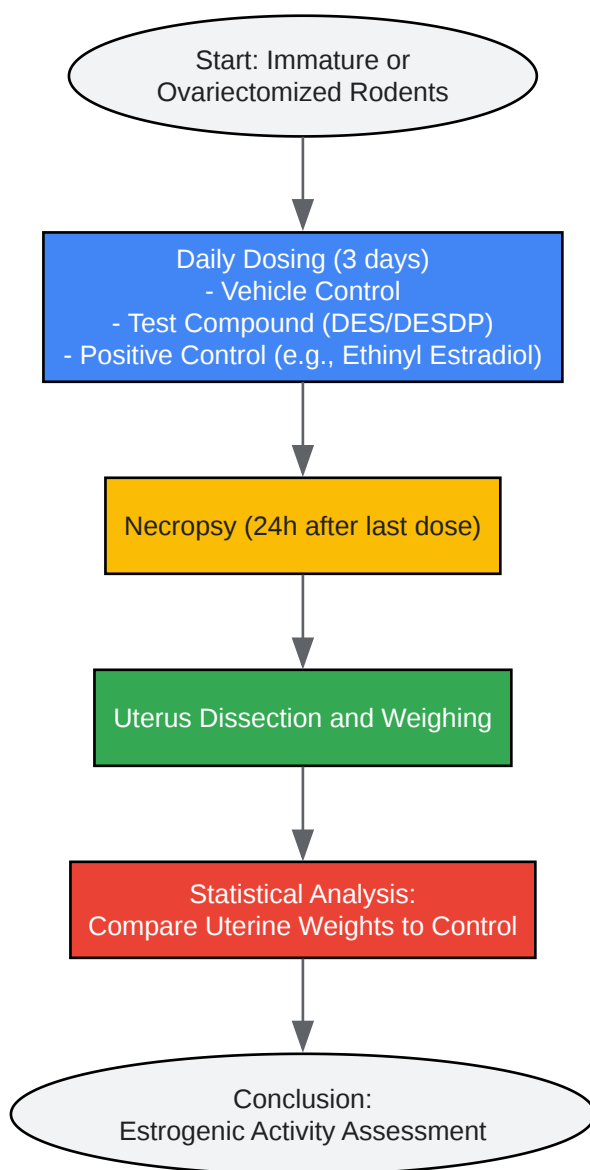 Start: Immature or
Ovariectomized Rodents
Daily Dosing (3 days)
- Vehicle Control
- Test Compound (DES/DESDP)
- Positive Control (e.g., Ethinyl Estradiol)
Necropsy (24h after last dose)
Uterus Dissection and Weighing
Statistical Analysis:
Compare Uterine Weights to Control
Conclusion:
Estrogenic Activity Assessment